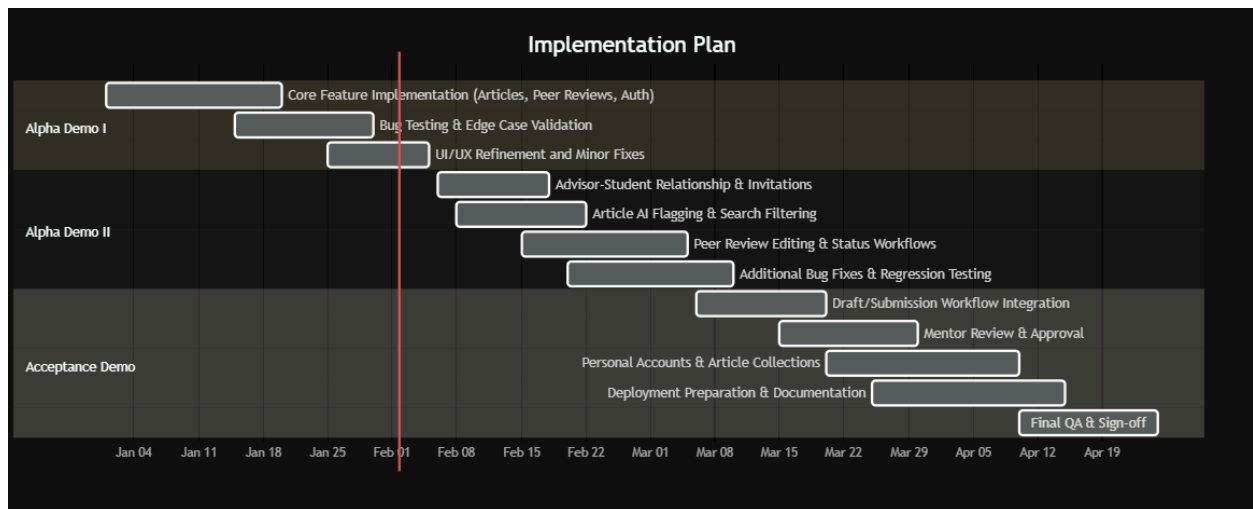 Implementation Plan
Alpha Demo I
Core Feature Implementation (Articles, Peer Reviews, Auth)
Bug Testing & Edge Case Validation
UI/UX Refinement and Minor Fixes
Alpha Demo II
Advisor-Student Relationship & Invitations
Article AI Flagging & Search Filtering
Peer Review Editing & Status Workflows
Additional Bug Fixes & Regression Testing
Acceptance Demo
Draft/Submission Workflow Integration
Mentor Review & Approval
Personal Accounts & Article Collections
Deployment Preparation & Documentation
Final QA & Sign-off
Jan 04 Jan 11 Jan 18 Jan 25 Feb 01 Feb 08 Feb 15 Feb 22 Mar 01 Mar 08 Mar 15 Mar 22 Mar 29 Apr 05 Apr 12 Apr 19